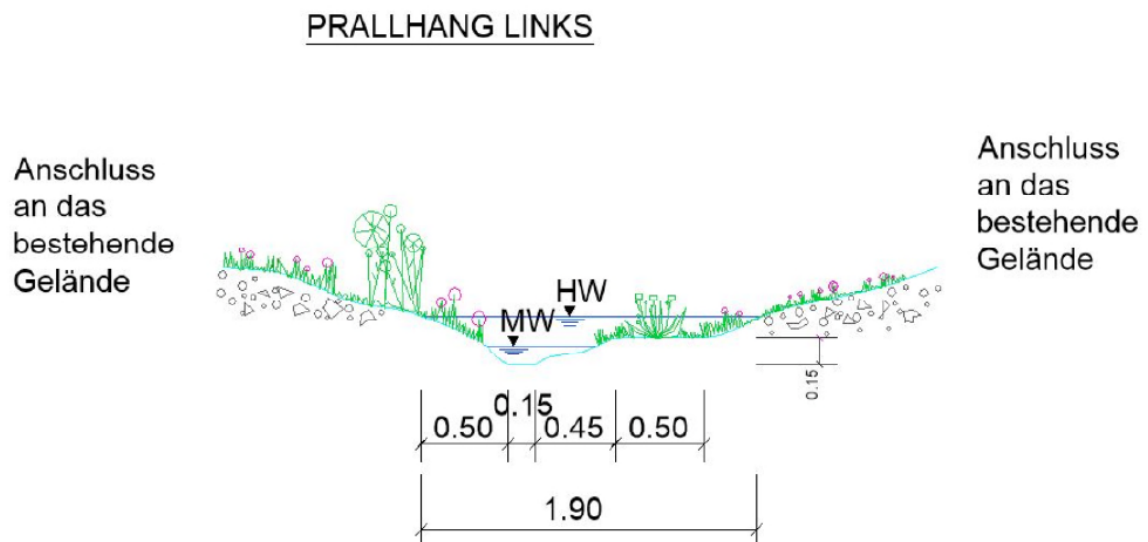 PRALLHANG LINKS
Anschluss
an das
bestehende
Gelände
Anschluss
an das
bestehende
Gelände
HW
MW
0.15
0.15
0.50
0.45
0.50
1.90